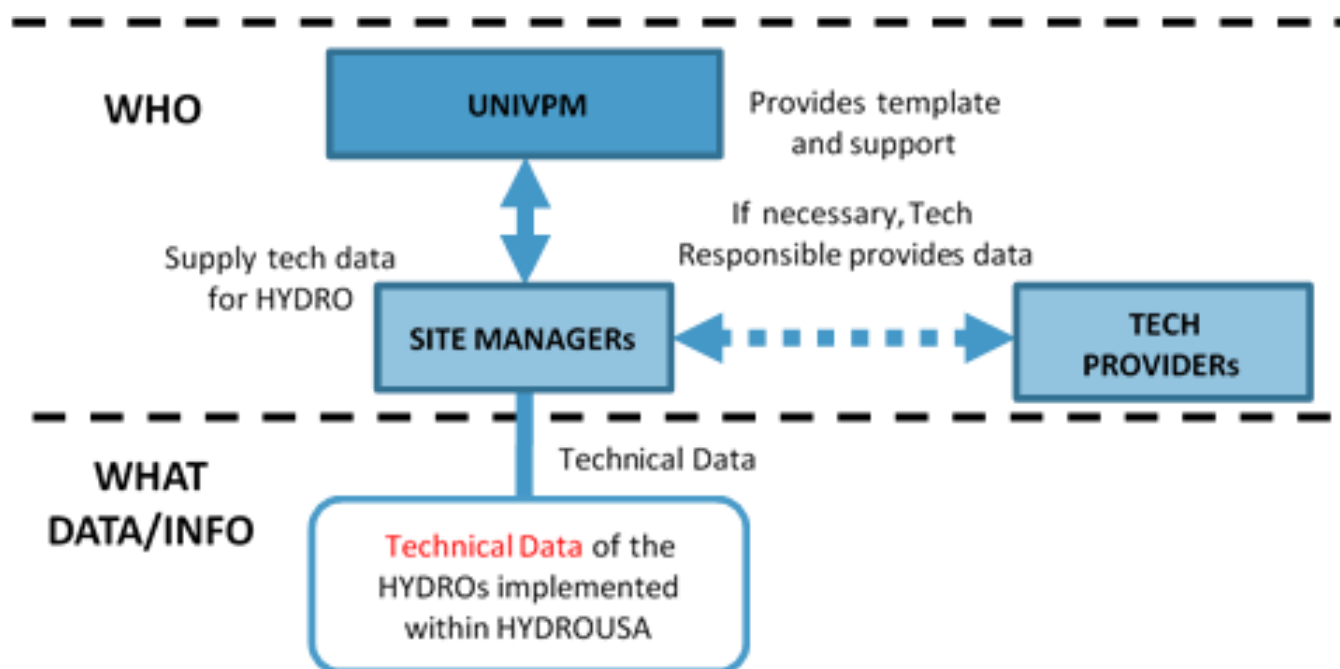 WHO
UNIVPM
Provides template
and support
If necessary, Tech
Responsible provides data
Supply tech data
for HYDRO
SITE MANAGERs
TECH
PROVIDERs
WHAT
DATA/INFO
Technical Data
Technical Data of the
HYDROs implemented
within HYDROUSA